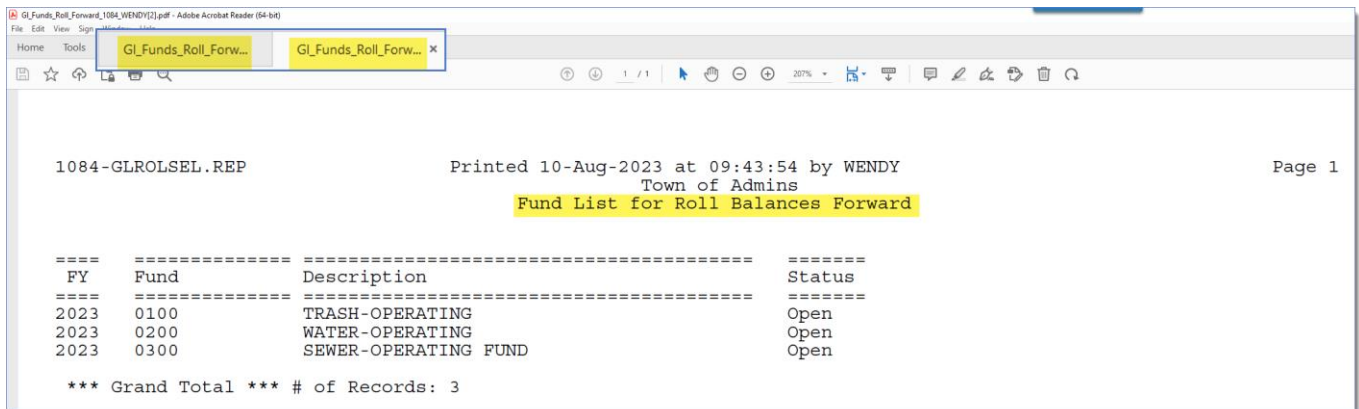 GI_Funds_Roll_Forward_1084_WENDY[2].pdf - Adobe Acrobat Reader (64-bit)
File Edit View Sign
Home Tools GI_Funds_Roll_Forw... GI_Funds_Roll_Forw... ×
1 / 1 207%
1084-GLROLSEL.REP Printed 10-Aug-2023 at 09:43:54 by WENDY Page 1
Town of Admins
Fund List for Roll Balances Forward
==== ============== ======================================== =======
FY Fund Description Status
==== ============== ======================================== =======
2023 0100 TRASH-OPERATING Open
2023 0200 WATER-OPERATING Open
2023 0300 SEWER-OPERATING FUND Open
*** Grand Total *** # of Records: 3